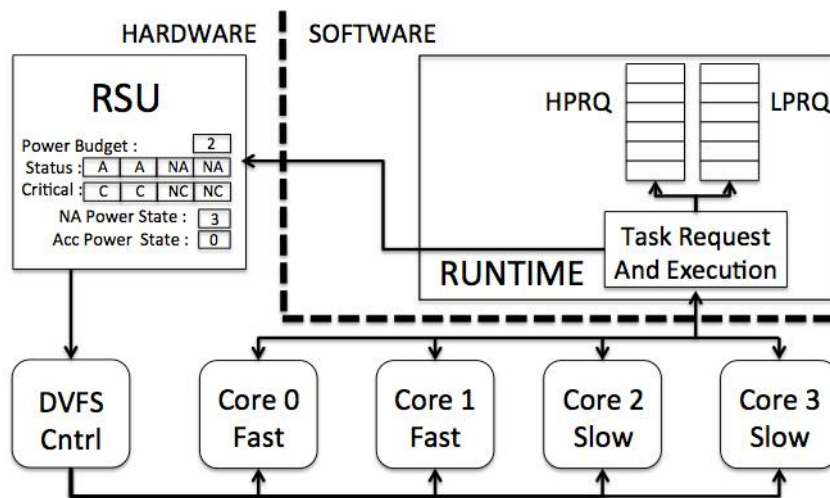 HARDWARE
SOFTWARE
RSU
Power Budget : 2
Status : A A NA NA
Critical : C C NC NC
NA Power State : 3
Acc Power State : 0
HPRQ
LPRQ
Task Request
And Execution
RUNTIME
DVFS
Cntrl
Core 0
Fast
Core 1
Fast
Core 2
Slow
Core 3
Slow